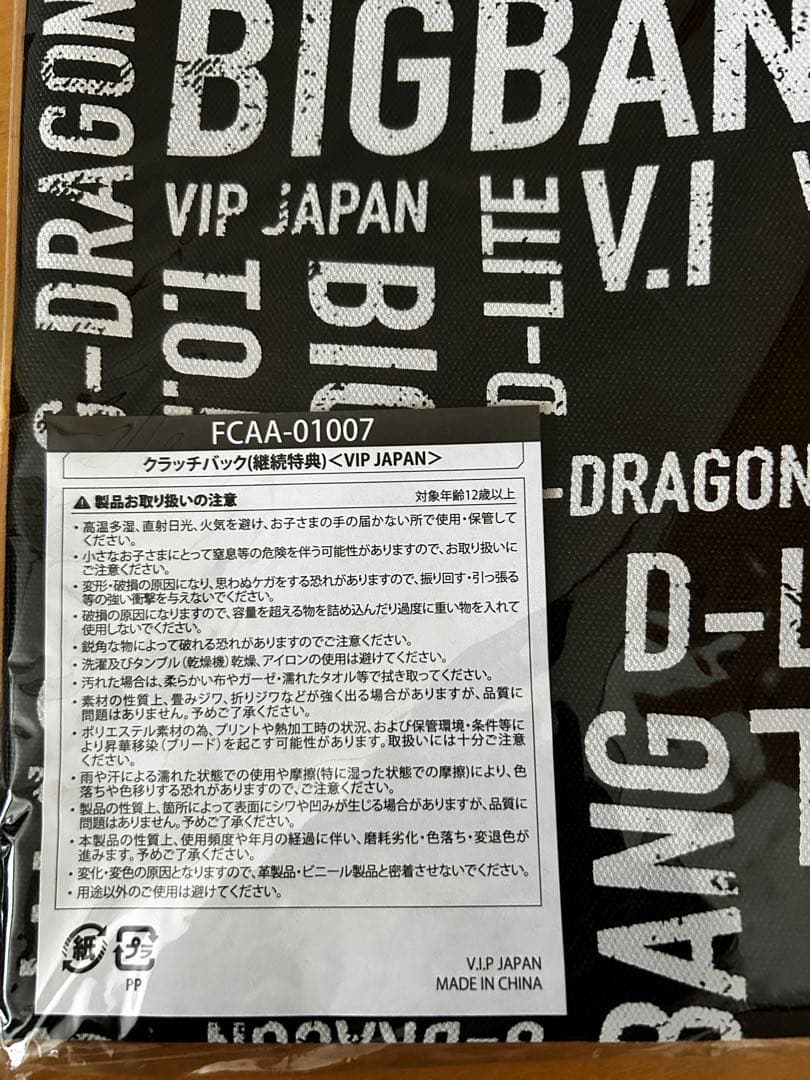 G-DRAGON
BIGBAN
VIP JAPAN
D-LITE
V.I
T.O.
BIG
FCAA-01007
クラッチバック(継続特典)<VIP JAPAN>
-DRAGON
⚠製品お取り扱いの注意 対象年齢12歳以上
・高温多湿、直射日光、火気を避け、お子さまの手の届かない所で使用・保管して
ください。
・小さなお子さまにとって窒息等の危険を伴う可能性がありますので、お取り扱いに
ご注意ください。
・変形・破損の原因になり、思わぬケガをする恐れがありますので、振り回す・引っ張る
等の強い衝撃を与えないでください。
・破損の原因になりますので、容量を超える物を詰め込んだり過度に重い物を入れて
使用しないでください。
・鋭角な物によって破れる恐れがありますのでご注意ください。
・洗濯及びタンブル(乾燥機)乾燥、アイロンの使用は避けてください。
・汚れた場合は、柔らかい布やガーゼ・濡れたタオル等で拭き取ってください。
・素材の性質上、畳みジワ、折りジワなどが強く出る場合がありますが、品質に
問題はありません。予めご了承ください。
・ポリエステル素材の為、プリントや熱加工時の状況、および保管環境・条件等に
より昇華移染(ブリード)を起こす可能性があります。取扱いには十分ご注意
ください。
・雨や汗による濡れた状態での使用や摩擦(特に湿った状態での摩擦)により、色
落ちや色移りする恐れがありますので、ご注意ください。
・製品の性質上、箇所によって表面にシワや凹みが生じる場合がありますが、品質に
問題はありません。予めご了承ください。
・本製品の性質上、使用頻度や年月の経過に伴い、磨耗劣化・色落ち・変退色が
進みます。予めご了承ください。
・変化・変色の原因となりますので、革製品・ビニール製品と密着させないでください。
・用途以外のご使用は避けてください。
紙
プラ
PP
V.I.P JAPAN
MADE IN CHINA
D-L
BANG
G-DRAGON